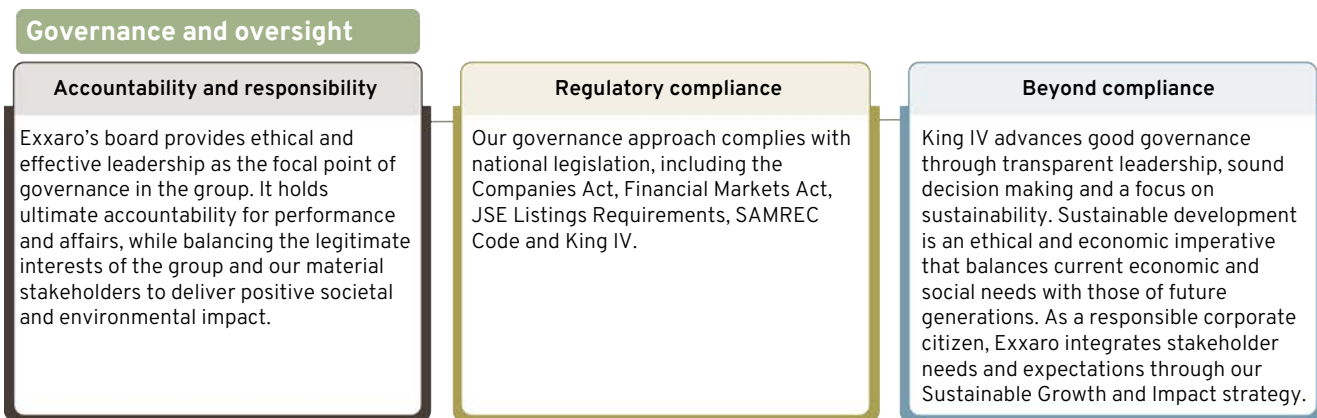 Governance and oversight
Accountability and responsibility
Exxaro's board provides ethical and
effective leadership as the focal point of
governance in the group. It holds
ultimate accountability for performance
and affairs, while balancing the legitimate
interests of the group and our material
stakeholders to deliver positive societal
and environmental impact.
Regulatory compliance
Our governance approach complies with
national legislation, including the
Companies Act, Financial Markets Act,
JSE Listings Requirements, SAMREC
Code and King IV.
Beyond compliance
King IV advances good governance
through transparent leadership, sound
decision making and a focus on
sustainability. Sustainable development
is an ethical and economic imperative
that balances current economic and
social needs with those of future
generations. As a responsible corporate
citizen, Exxaro integrates stakeholder
needs and expectations through our
Sustainable Growth and Impact strategy.